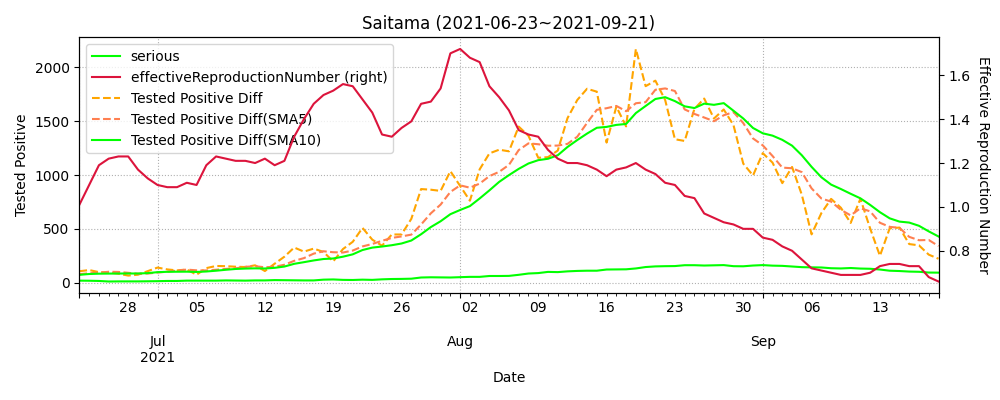 Saitama (2021-06-23~2021-09-21)
serious
effectiveReproductionNumber (right)
Tested Positive Diff
Tested Positive Diff(SMA5)
Tested Positive Diff(SMA10)
Tested Positive
2000
1500
1000
500
0
1.6
1.4
1.2
1.0
0.8
Effective Reproduction Number
28 05 12 19 26 02 09 16 23 30 06 13
Jul Aug Sep
2021
Date